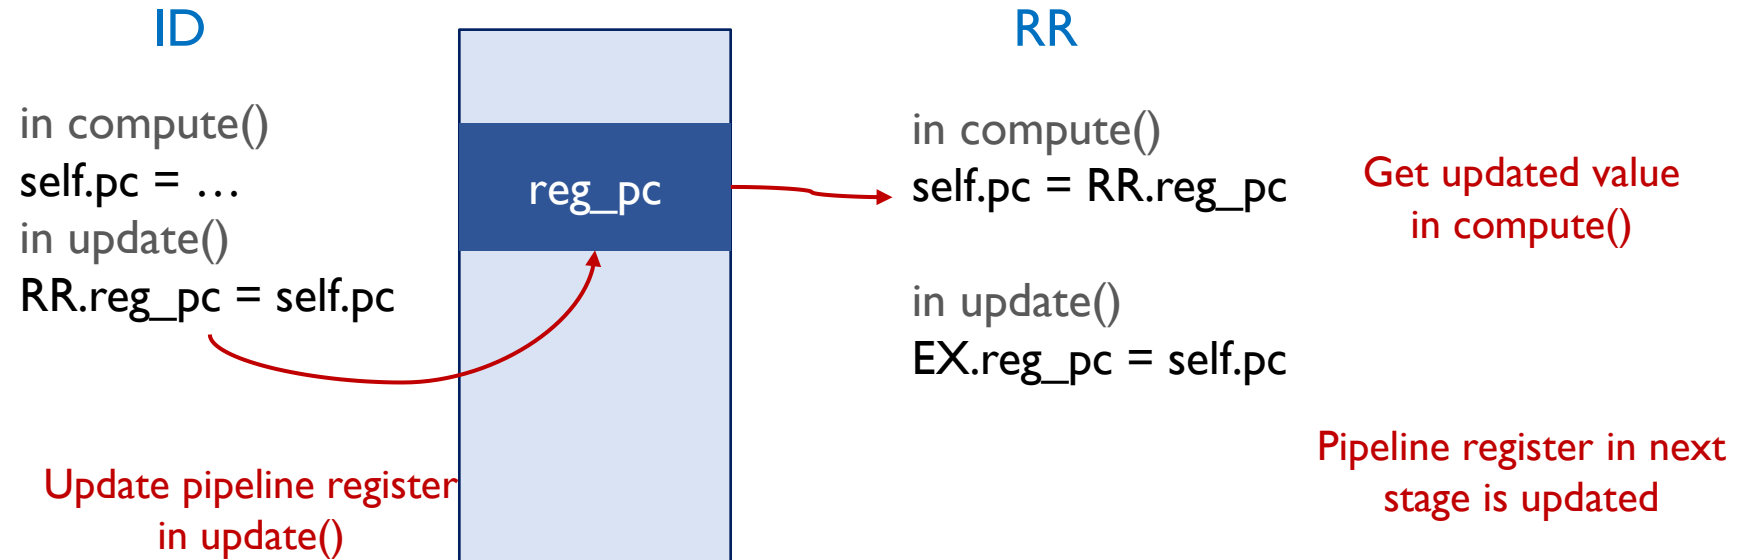 ID
in compute()
self.pc = …
in update()
RR.reg_pc = self.pc
Update pipeline register
in update()
reg_pc
RR
in compute()
self.pc = RR.reg_pc
in update()
EX.reg_pc = self.pc
Get updated value
in compute()
Pipeline register in next
stage is updated